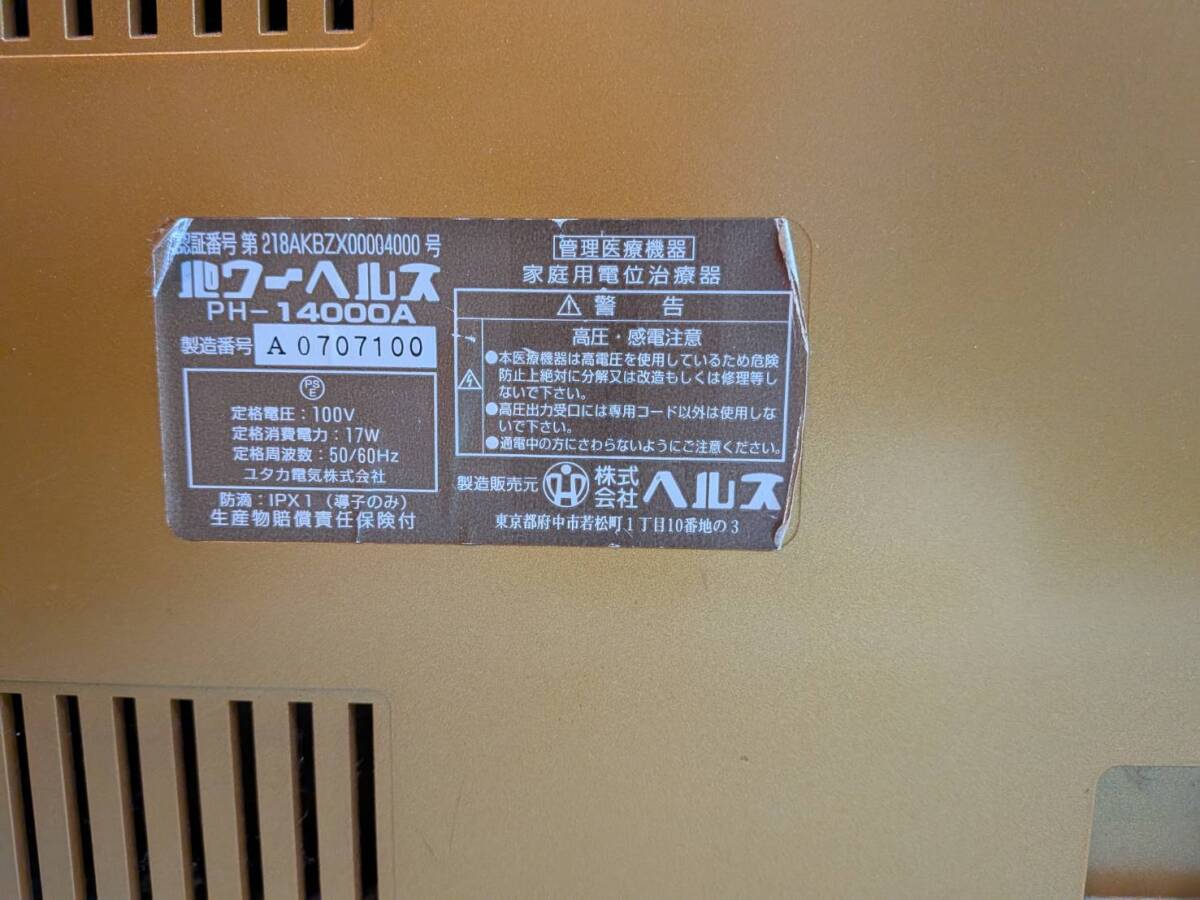 認証番号 第 218AKBZX00004000 号
パワーヘルス
PH-14000A
製造番号 A 0707100
PS
E
定格電圧：100V
定格消費電力：17W
定格周波数：50/60Hz
ユタカ電気株式会社
防滴：IPX1（導子のみ）
生産物賠償責任保険付
管理医療機器
家庭用電位治療器
警 告
高圧・感電注意
●本医療機器は高電圧を使用しているため危険
防止上絶対に分解又は改造もしくは修理等し
ないで下さい。
●高圧出力受口には専用コード以外は使用しな
いで下さい。
●通電中の方にさわらないようにご注意ください。
製造販売元 株式会社 ヘルス
東京都府中市若松町1丁目10番地の3